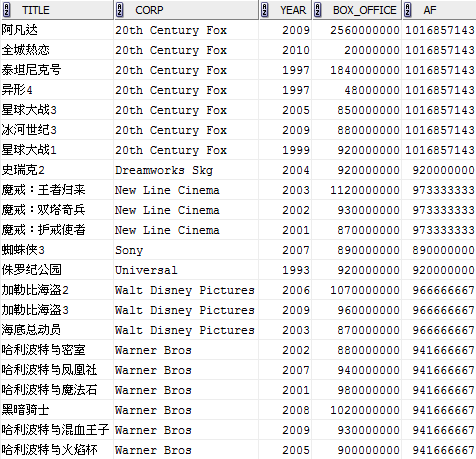 TITLE CORP YEAR BOX_OFFICE AF
阿凡达 20th Century Fox 2009 2560000000 1016857143
全城热恋 20th Century Fox 2010 20000000 1016857143
泰坦尼克号 20th Century Fox 1997 1840000000 1016857143
异形4 20th Century Fox 1997 48000000 1016857143
星球大战3 20th Century Fox 2005 850000000 1016857143
冰河世纪3 20th Century Fox 2009 880000000 1016857143
星球大战1 20th Century Fox 1999 920000000 1016857143
史瑞克2 Dreamworks Skg 2004 920000000 920000000
魔戒：王者归来 New Line Cinema 2003 1120000000 973333333
魔戒：双塔奇兵 New Line Cinema 2002 930000000 973333333
魔戒：护戒使者 New Line Cinema 2001 870000000 973333333
蜘蛛侠3 Sony 2007 890000000 890000000
侏罗纪公园 Universal 1993 920000000 920000000
加勒比海盗2 Walt Disney Pictures 2006 1070000000 966666667
加勒比海盗3 Walt Disney Pictures 2009 960000000 966666667
海底总动员 Walt Disney Pictures 2003 870000000 966666667
哈利波特与密室 Warner Bros 2002 880000000 941666667
哈利波特与凤凰社 Warner Bros 2007 940000000 941666667
哈利波特与魔法石 Warner Bros 2001 980000000 941666667
黑暗骑士 Warner Bros 2008 1020000000 941666667
哈利波特与混血王子 Warner Bros 2009 930000000 941666667
哈利波特与火焰杯 Warner Bros 2005 900000000 941666667